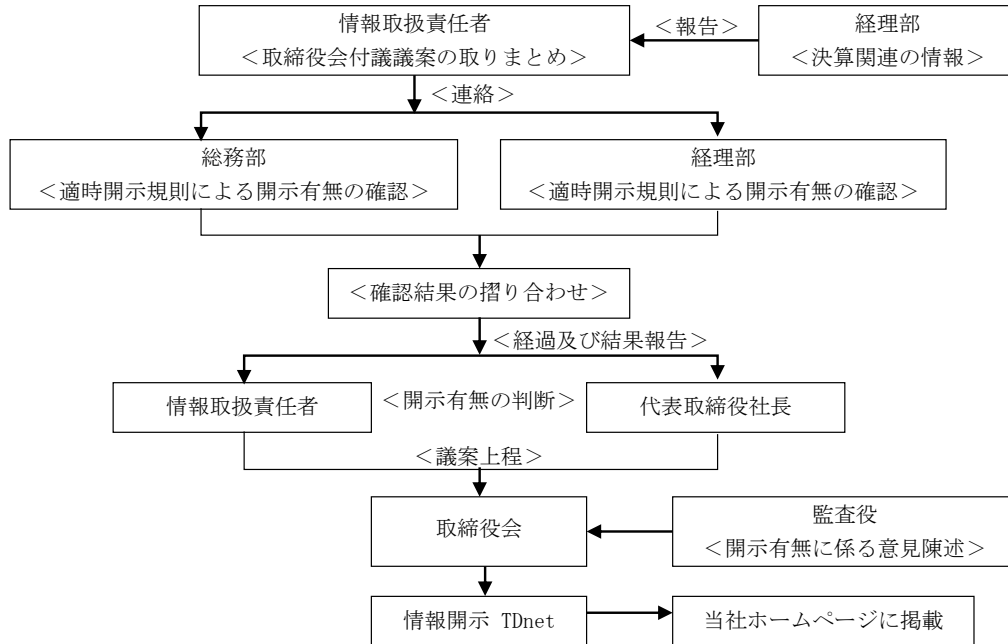 情報取扱責任者
＜取締役会付議議案の取りまとめ＞
＜報告＞
経理部
＜決算関連の情報＞
＜連絡＞
総務部
＜適時開示規則による開示有無の確認＞
経理部
＜適時開示規則による開示有無の確認＞
＜確認結果の摺り合わせ＞
＜経過及び結果報告＞
情報取扱責任者
＜開示有無の判断＞
代表取締役社長
＜議案上程＞
取締役会
監査役
＜開示有無に係る意見陳述＞
情報開示 TDnet
当社ホームページに掲載